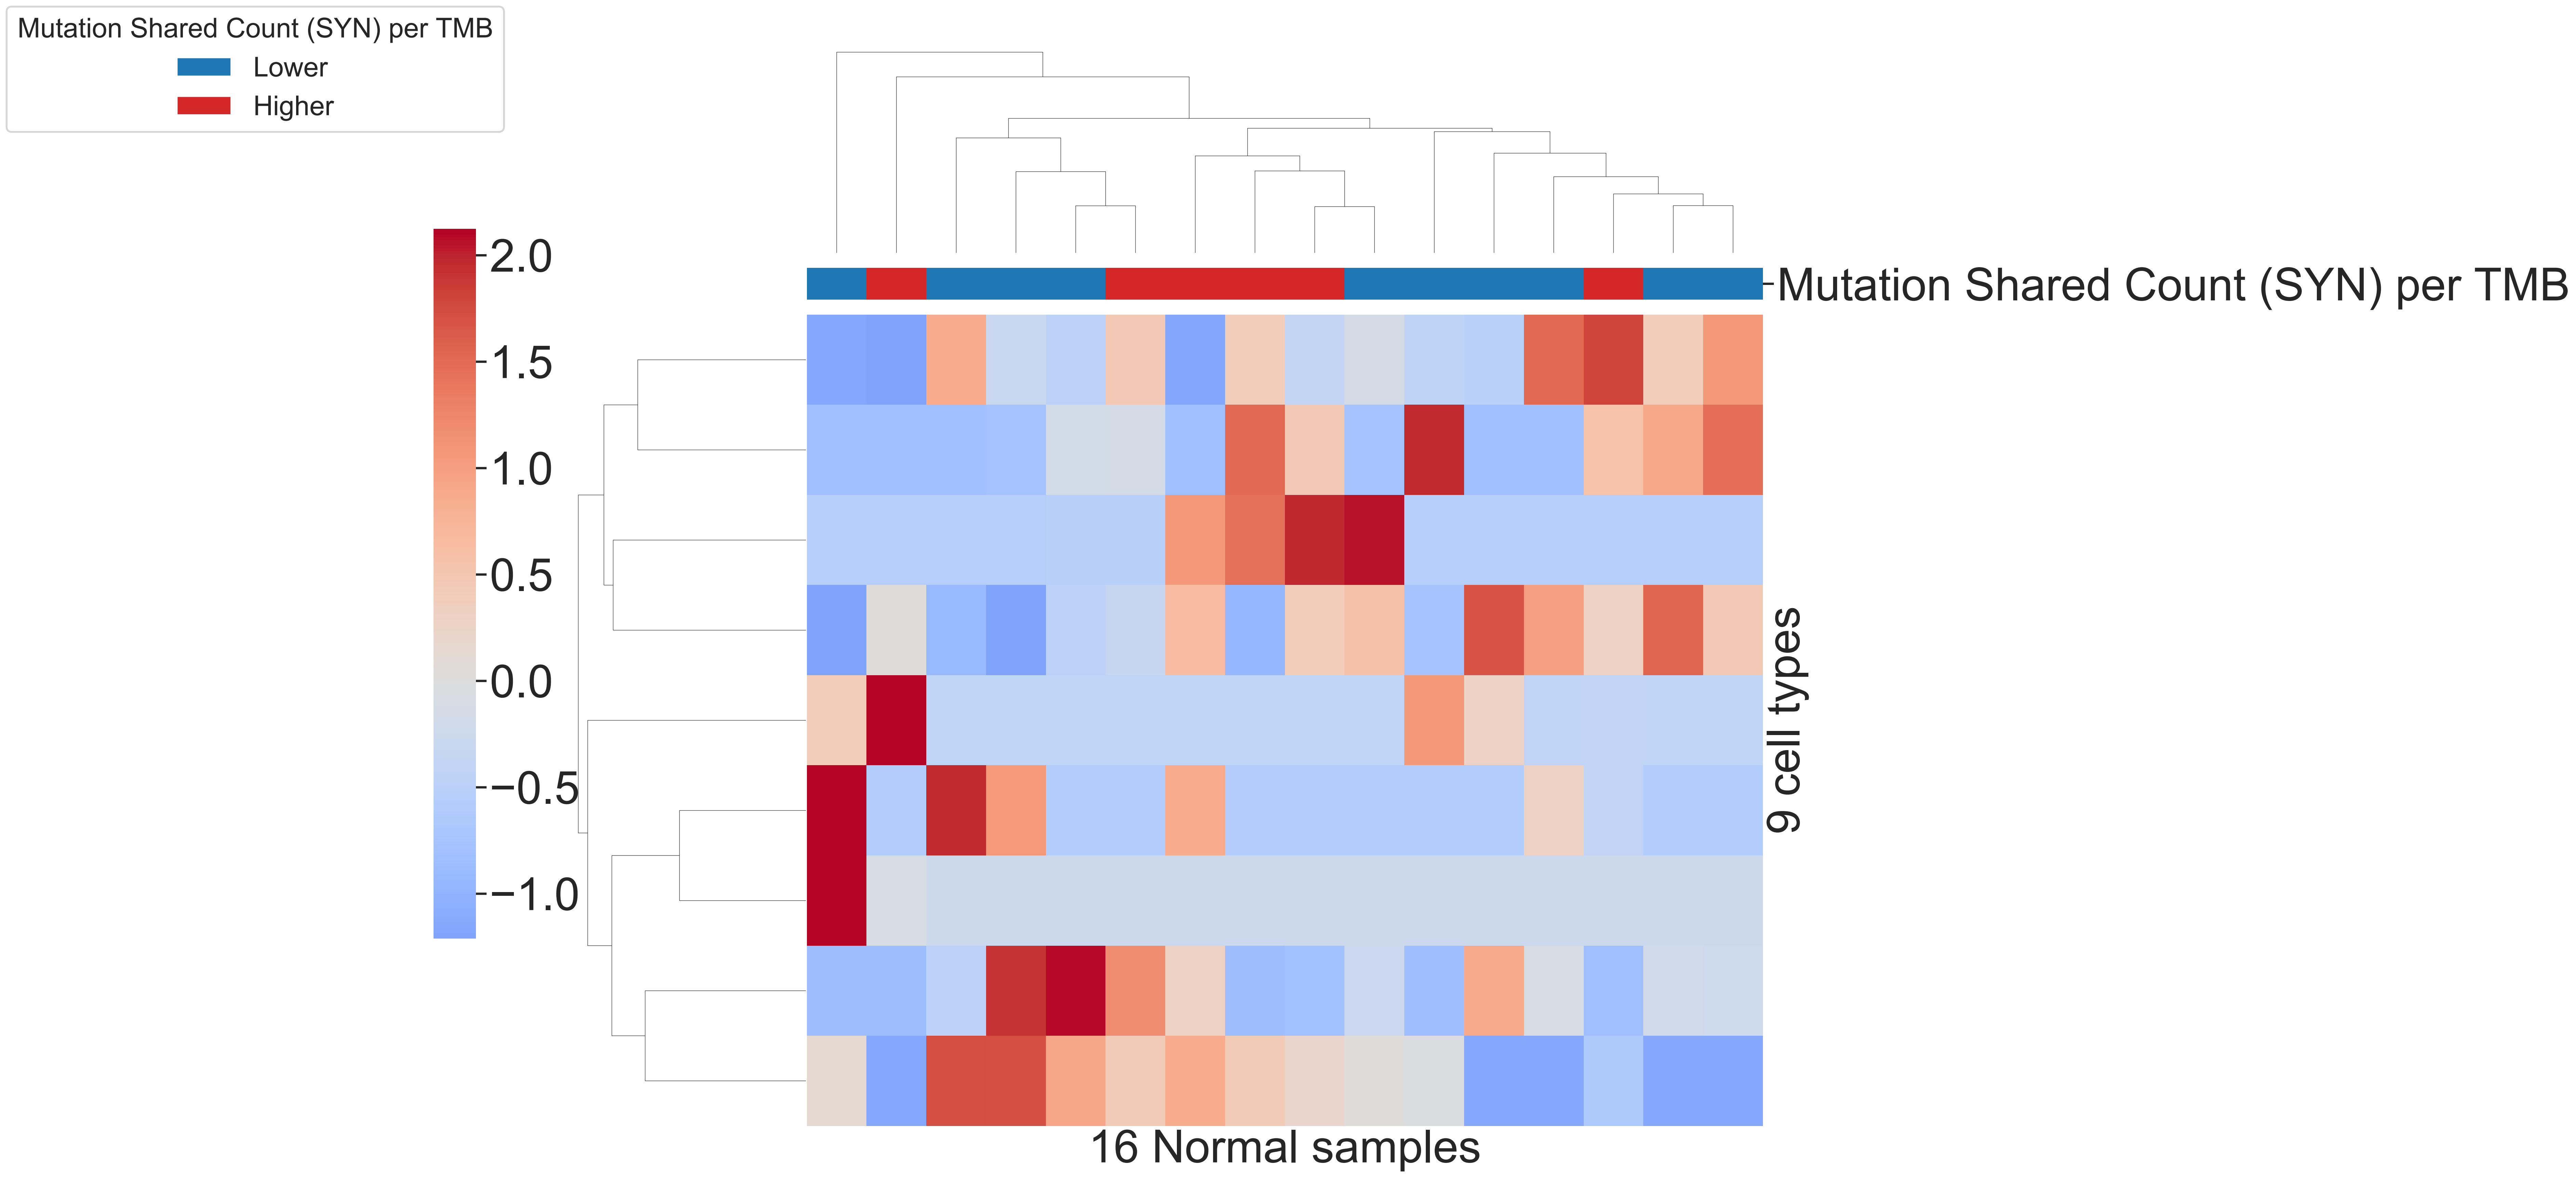 Mutation Shared Count (SYN) per TMB
Lower
Higher
2.0
1.5
1.0
0.5
0.0
−0.5
−1.0
Mutation Shared Count (SYN) per TMB
9 cell types
16 Normal samples